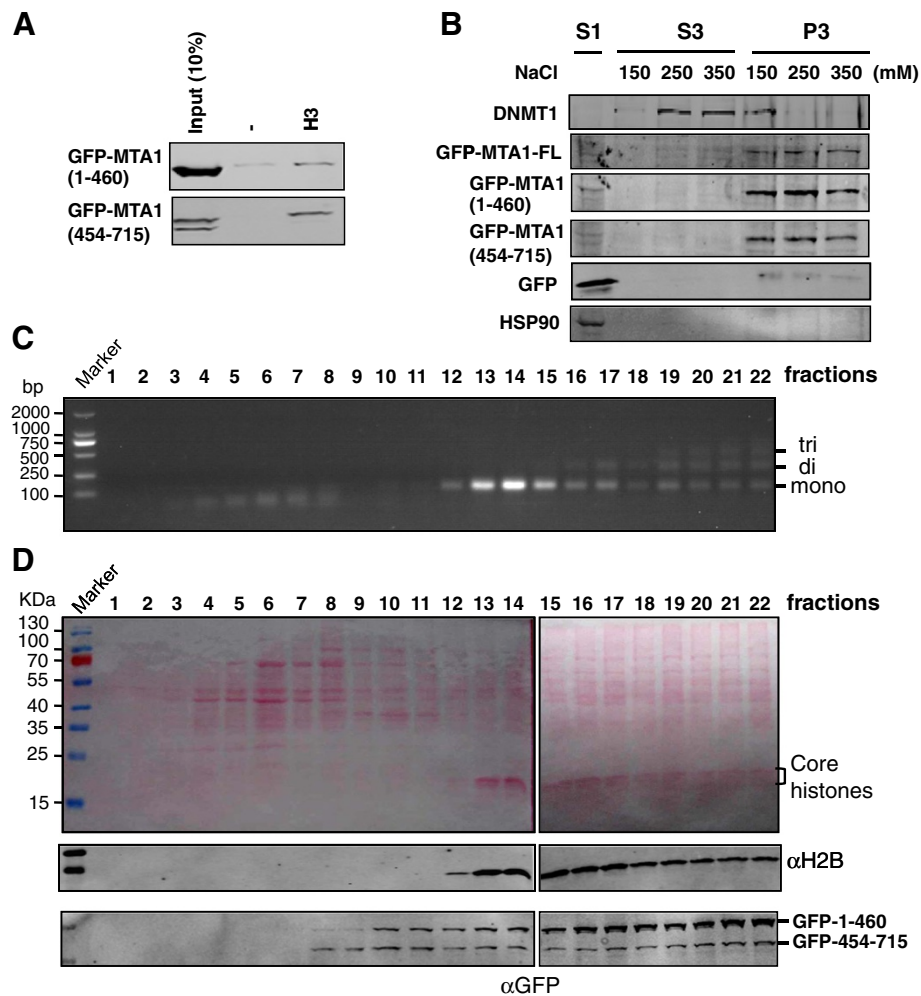 A
Input (10%)
-
H3
GFP-MTA1
(1-460)
GFP-MTA1
(454-715)
B
S1 S3 P3
NaCl 150 250 350 150 250 350 (mM)
DNMT1
GFP-MTA1-FL
GFP-MTA1
(1-460)
GFP-MTA1
(454-715)
GFP
HSP90
C
bp Marker 1 2 3 4 5 6 7 8 9 10 11 12 13 14 15 16 17 18 19 20 21 22 fractions
2000
1000
750
500
250
100
tri
di
mono
D
KDa Marker 1 2 3 4 5 6 7 8 9 10 11 12 13 14 15 16 17 18 19 20 21 22 fractions
130
100
70
55
40
35
25
15
Core
histones
αH2B
GFP-1-460
GFP-454-715
αGFP